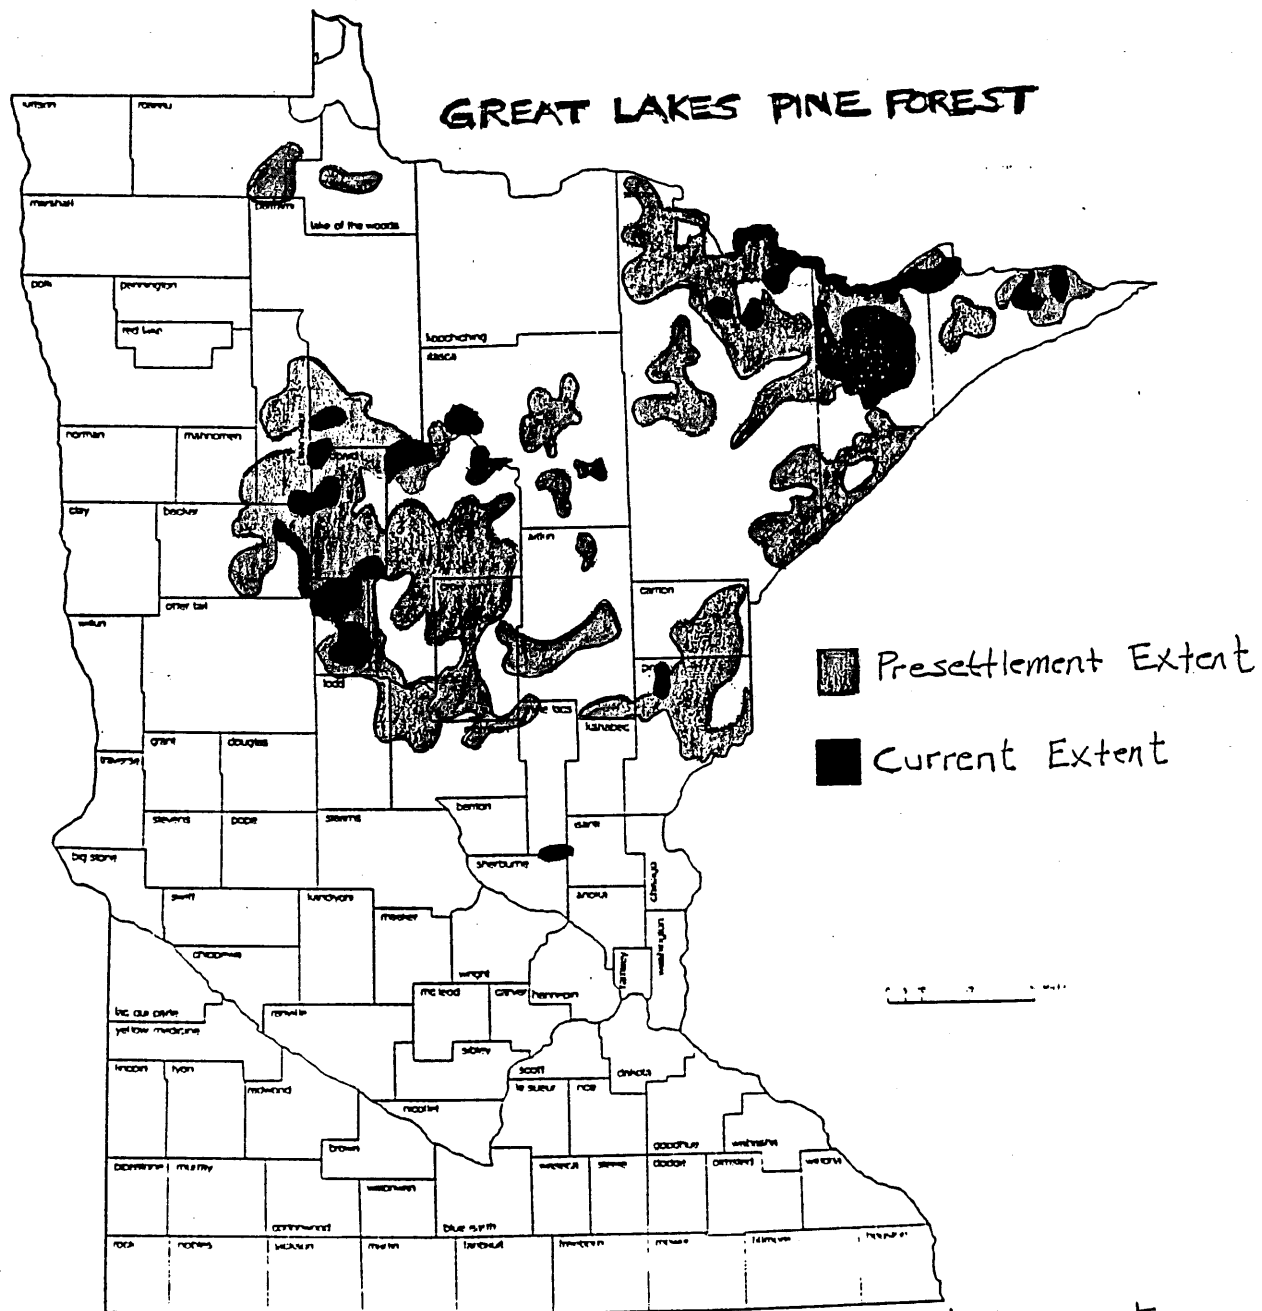 GREAT LAKES PINE FOREST
marshall
lake of the woods
polk
pennington
red lake
koochiching
itasca
norman
mahnomen
clay
becker
aitkin
otter tail
carlton
wilkin
Presettlement Extent
todd
kanabec
grant
douglas
traverse
Current Extent
benton
stevens
pope
stearns
isanti
big stone
sherburne
chisago
swift
kandiyohi
anoka
meeker
washington
chippewa
ramsey
wright
mc leod
carver
hennepin
lac qui parle
renville
yellow medicine
sibley
lincoln
lyon
scott
dakota
redwood
le sueur
rice
nicollet
brown
goodhue
wabasha
pipestone
murray
waseca
steele
dodge
olmsted
winona
watonwan
cottonwood
blue earth
rock
nobles
jackson
martin
faribault
freeborn
mower
fillmore
houston